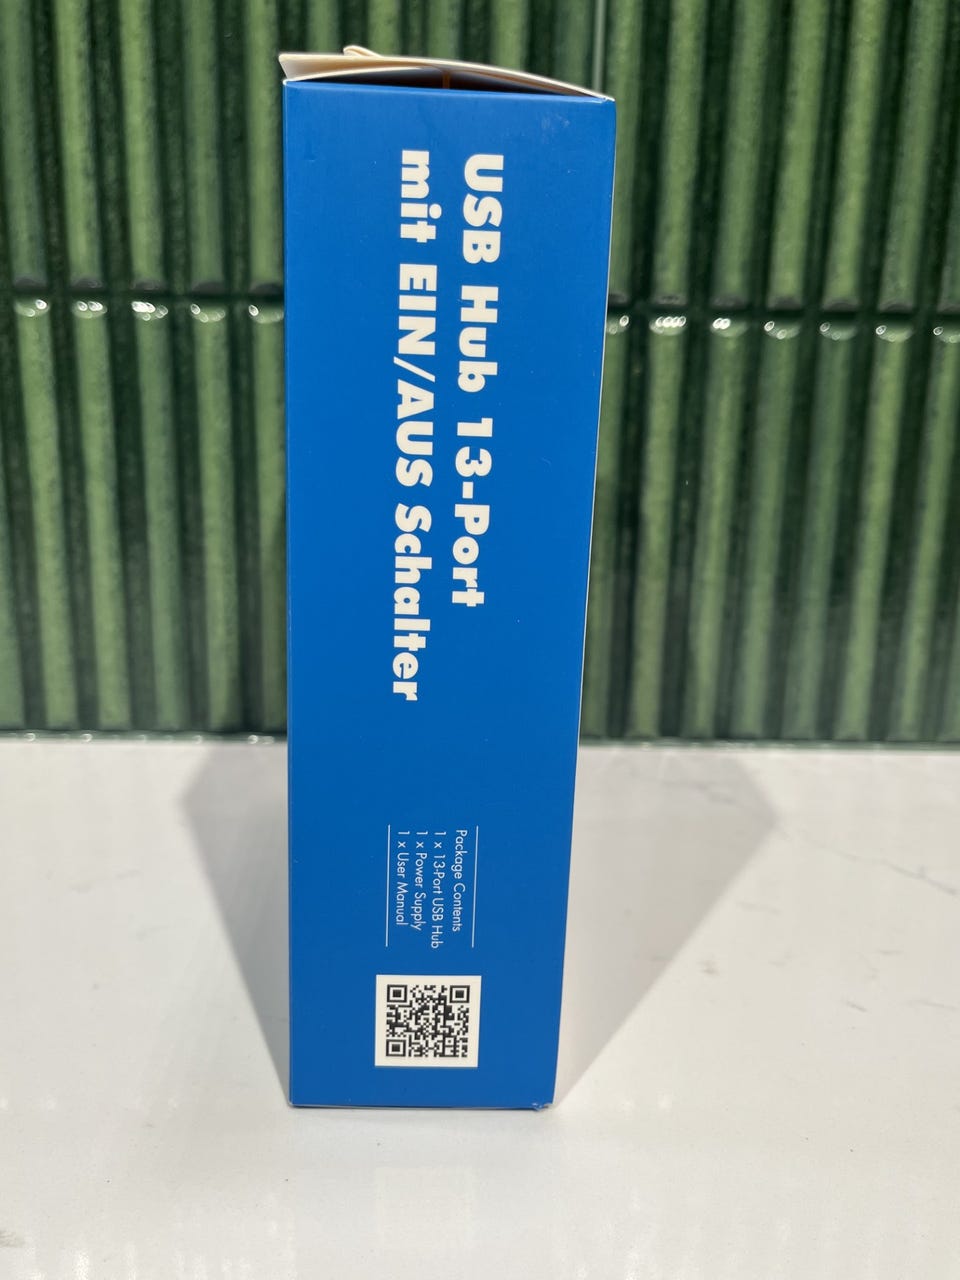 USB Hub 13-Port
mit EIN/AUS Schalter
Package Contents
1 x 13-Port USB Hub
1 x Power Supply
1 x User Manual